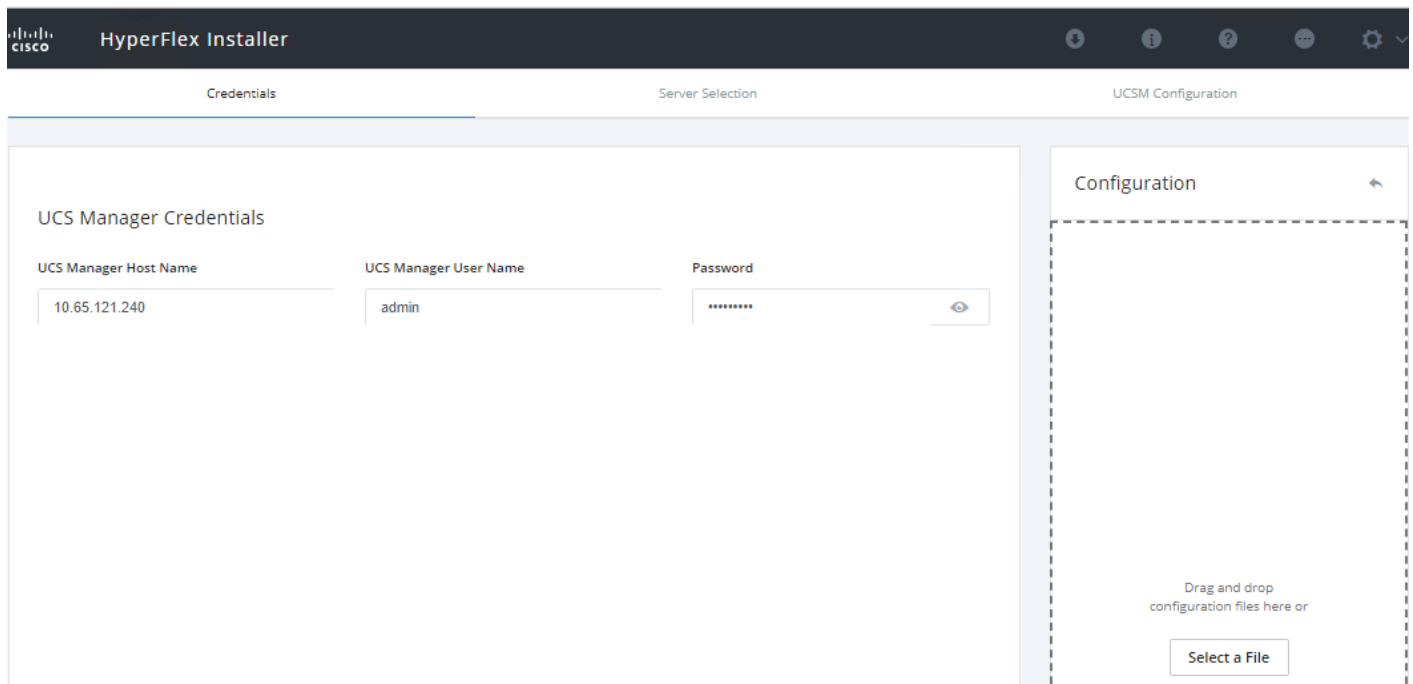 CISCO HyperFlex Installer
Credentials Server Selection UCSM Configuration
UCS Manager Credentials
UCS Manager Host Name UCS Manager User Name Password
10.65.121.240 admin •••••••••
Configuration
Drag and drop
configuration files here or
Select a File